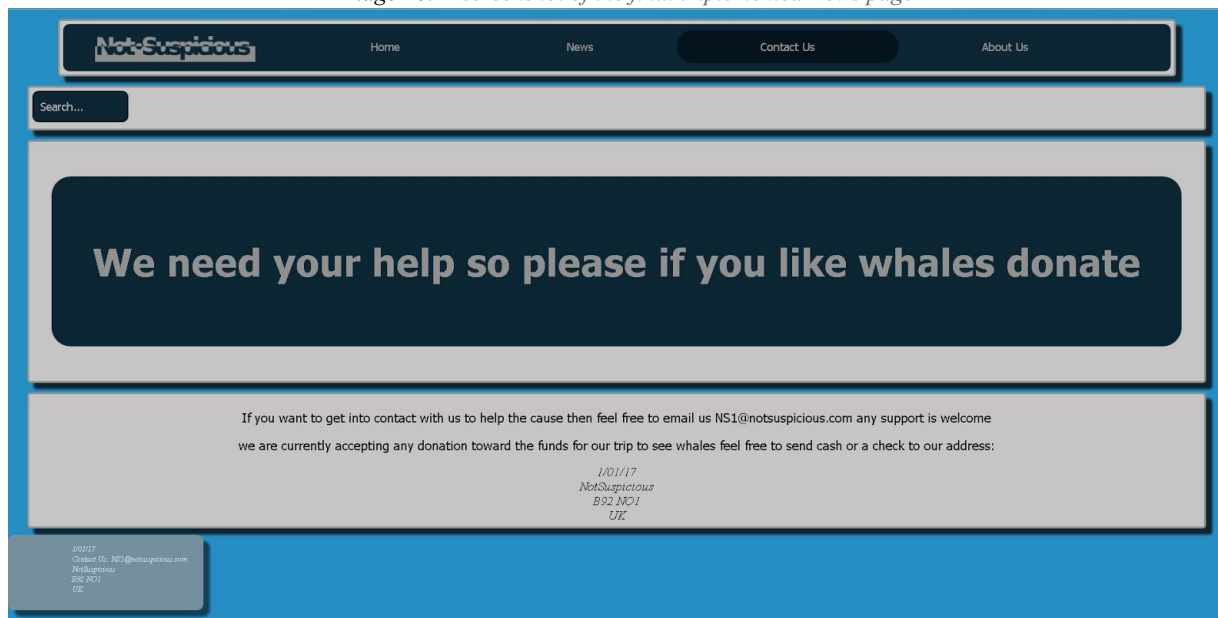 Not-Suspicious
Home
News
Contact Us
About Us
Search...
We need your help so please if you like whales donate
If you want to get into contact with us to help the cause then feel free to email us NS1@notsuspicious.com any support is welcome
we are currently accepting any donation toward the funds for our trip to see whales feel free to send cash or a check to our address:
1/01/17
NotSuspicious
B92 NO1
UK
1/01/17
Contact Us: NS1@notsuspicious.com
NotSuspicious
B92 NO1
UK